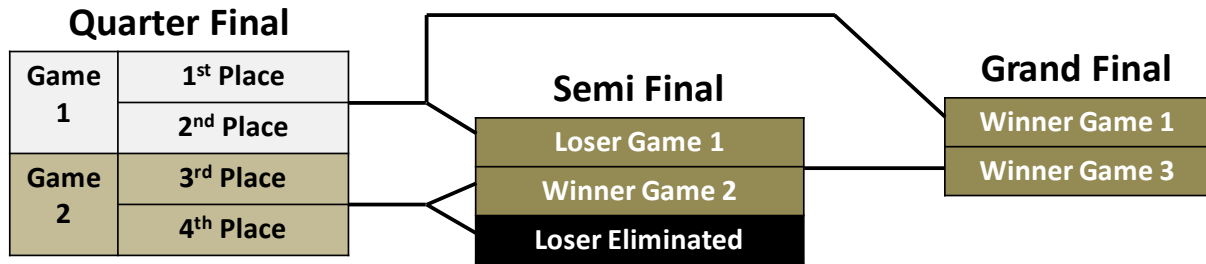 Quarter Final
Game
1
1st Place
2nd Place
Game
2
3rd Place
4th Place
Semi Final
Loser Game 1
Winner Game 2
Loser Eliminated
Grand Final
Winner Game 1
Winner Game 3